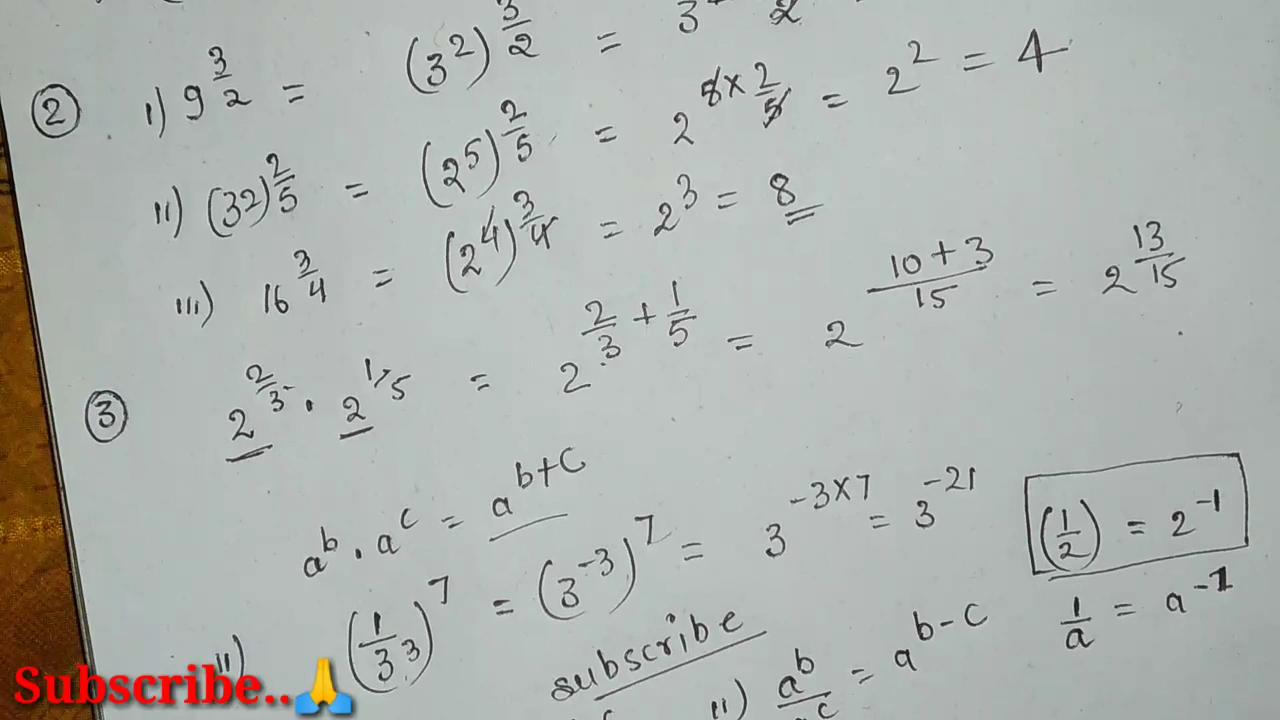 ② i) 9^(3/2) = (3^2)^(3/2) = 3
ii) (32)^(2/5) = (2^5)^(2/5) = 2^(5×2/5) = 2^2 = 4
iii) 16^(3/4) = (2^4)^(3/4) = 2^3 = 8
③ 2^(2/3) · 2^(1/5) = 2^(2/3 + 1/5) = 2^((10+3)/15) = 2^(13/15)
a^b · a^c = a^(b+c)
ii) (1/3^3)^7 = (3^-3)^7 = 3^(-3×7) = 3^-21
(1/2) = 2^-1
1/a = a^-1
subscribe
ii) a^b/a^c = a^(b-c)
Subscribe..🙏